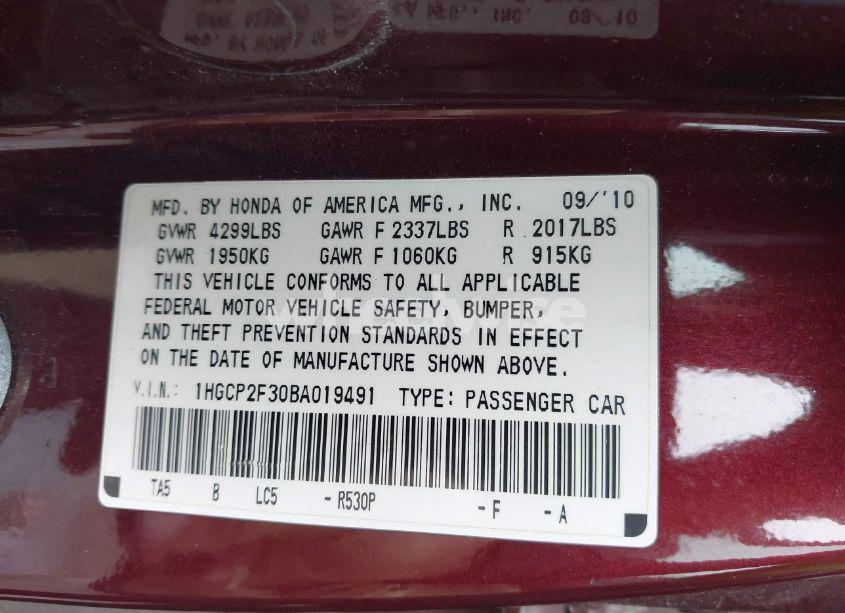 MFD. BY HONDA OF AMERICA MFG., INC. 09/'10
GVWR 4299LBS GAWR F 2337LBS R 2017LBS
GVWR 1950KG GAWR F 1060KG R 915KG
THIS VEHICLE CONFORMS TO ALL APPLICABLE
FEDERAL MOTOR VEHICLE SAFETY, BUMPER,
AND THEFT PREVENTION STANDARDS IN EFFECT
ON THE DATE OF MANUFACTURE SHOWN ABOVE.
V.I.N.: 1HGCP2F30BA019491 TYPE: PASSENGER CAR
TA5 B LC5 - R530P - F - A